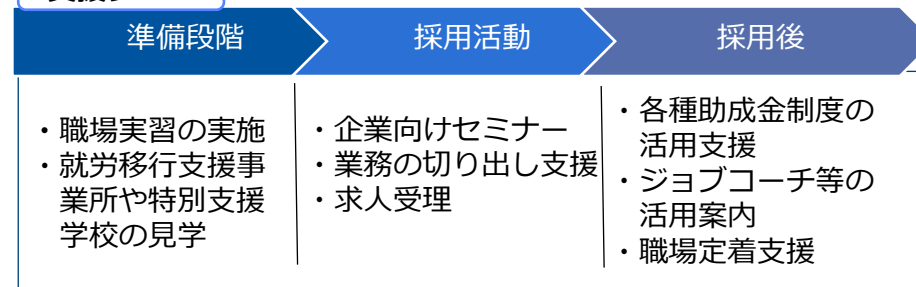 準備段階
採用活動
採用後
・職場実習の実施
・就労移行支援事
業所や特別支援
学校の見学
・企業向けセミナー
・業務の切り出し支援
・求人受理
・各種助成金制度の
活用支援
・ジョブコーチ等の
活用案内
・職場定着支援